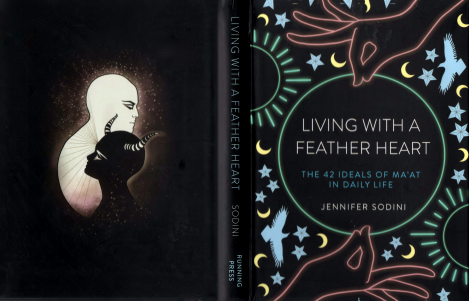 LIVING WITH A FEATHER HEART SODINI
RUNNING
PRESS
LIVING WITH A
FEATHER HEART
THE 42 IDEALS OF MA'AT
IN DAILY LIFE
JENNIFER SODINI